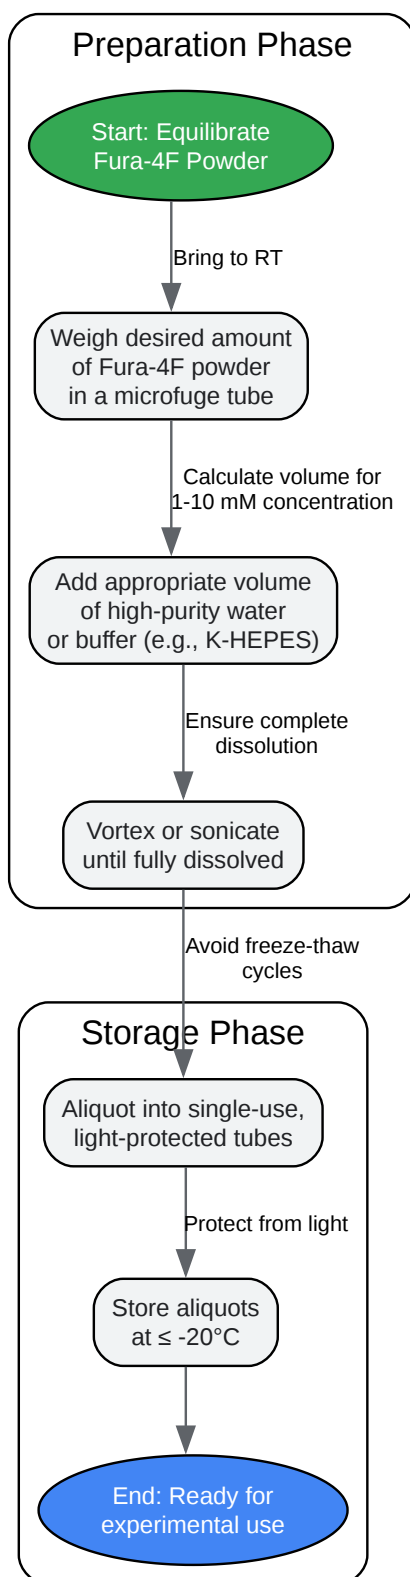 Preparation Phase
Start: Equilibrate
Fura-4F Powder
Bring to RT
Weigh desired amount
of Fura-4F powder
in a microfuge tube
Calculate volume for
1-10 mM concentration
Add appropriate volume
of high-purity water
or buffer (e.g., K-HEPES)
Ensure complete
dissolution
Vortex or sonicate
until fully dissolved
Avoid freeze-thaw
cycles
Storage Phase
Aliquot into single-use,
light-protected tubes
Protect from light
Store aliquots
at ≤ -20°C
End: Ready for
experimental use